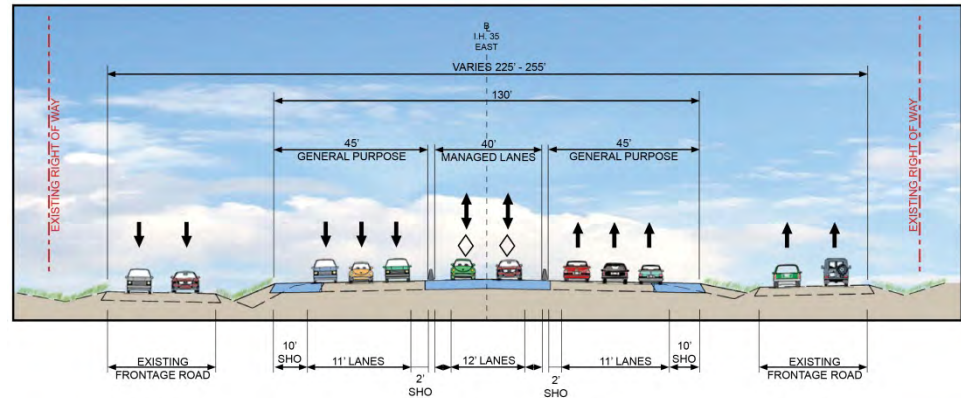 ℄
I.H. 35
EAST
VARIES 225' - 255'
130'
45'
GENERAL PURPOSE
40'
MANAGED LANES
45'
GENERAL PURPOSE
EXISTING RIGHT OF WAY
EXISTING RIGHT OF WAY
EXISTING
FRONTAGE ROAD
10'
SHO
11' LANES
2'
SHO
12' LANES
2'
SHO
11' LANES
10'
SHO
EXISTING
FRONTAGE ROAD